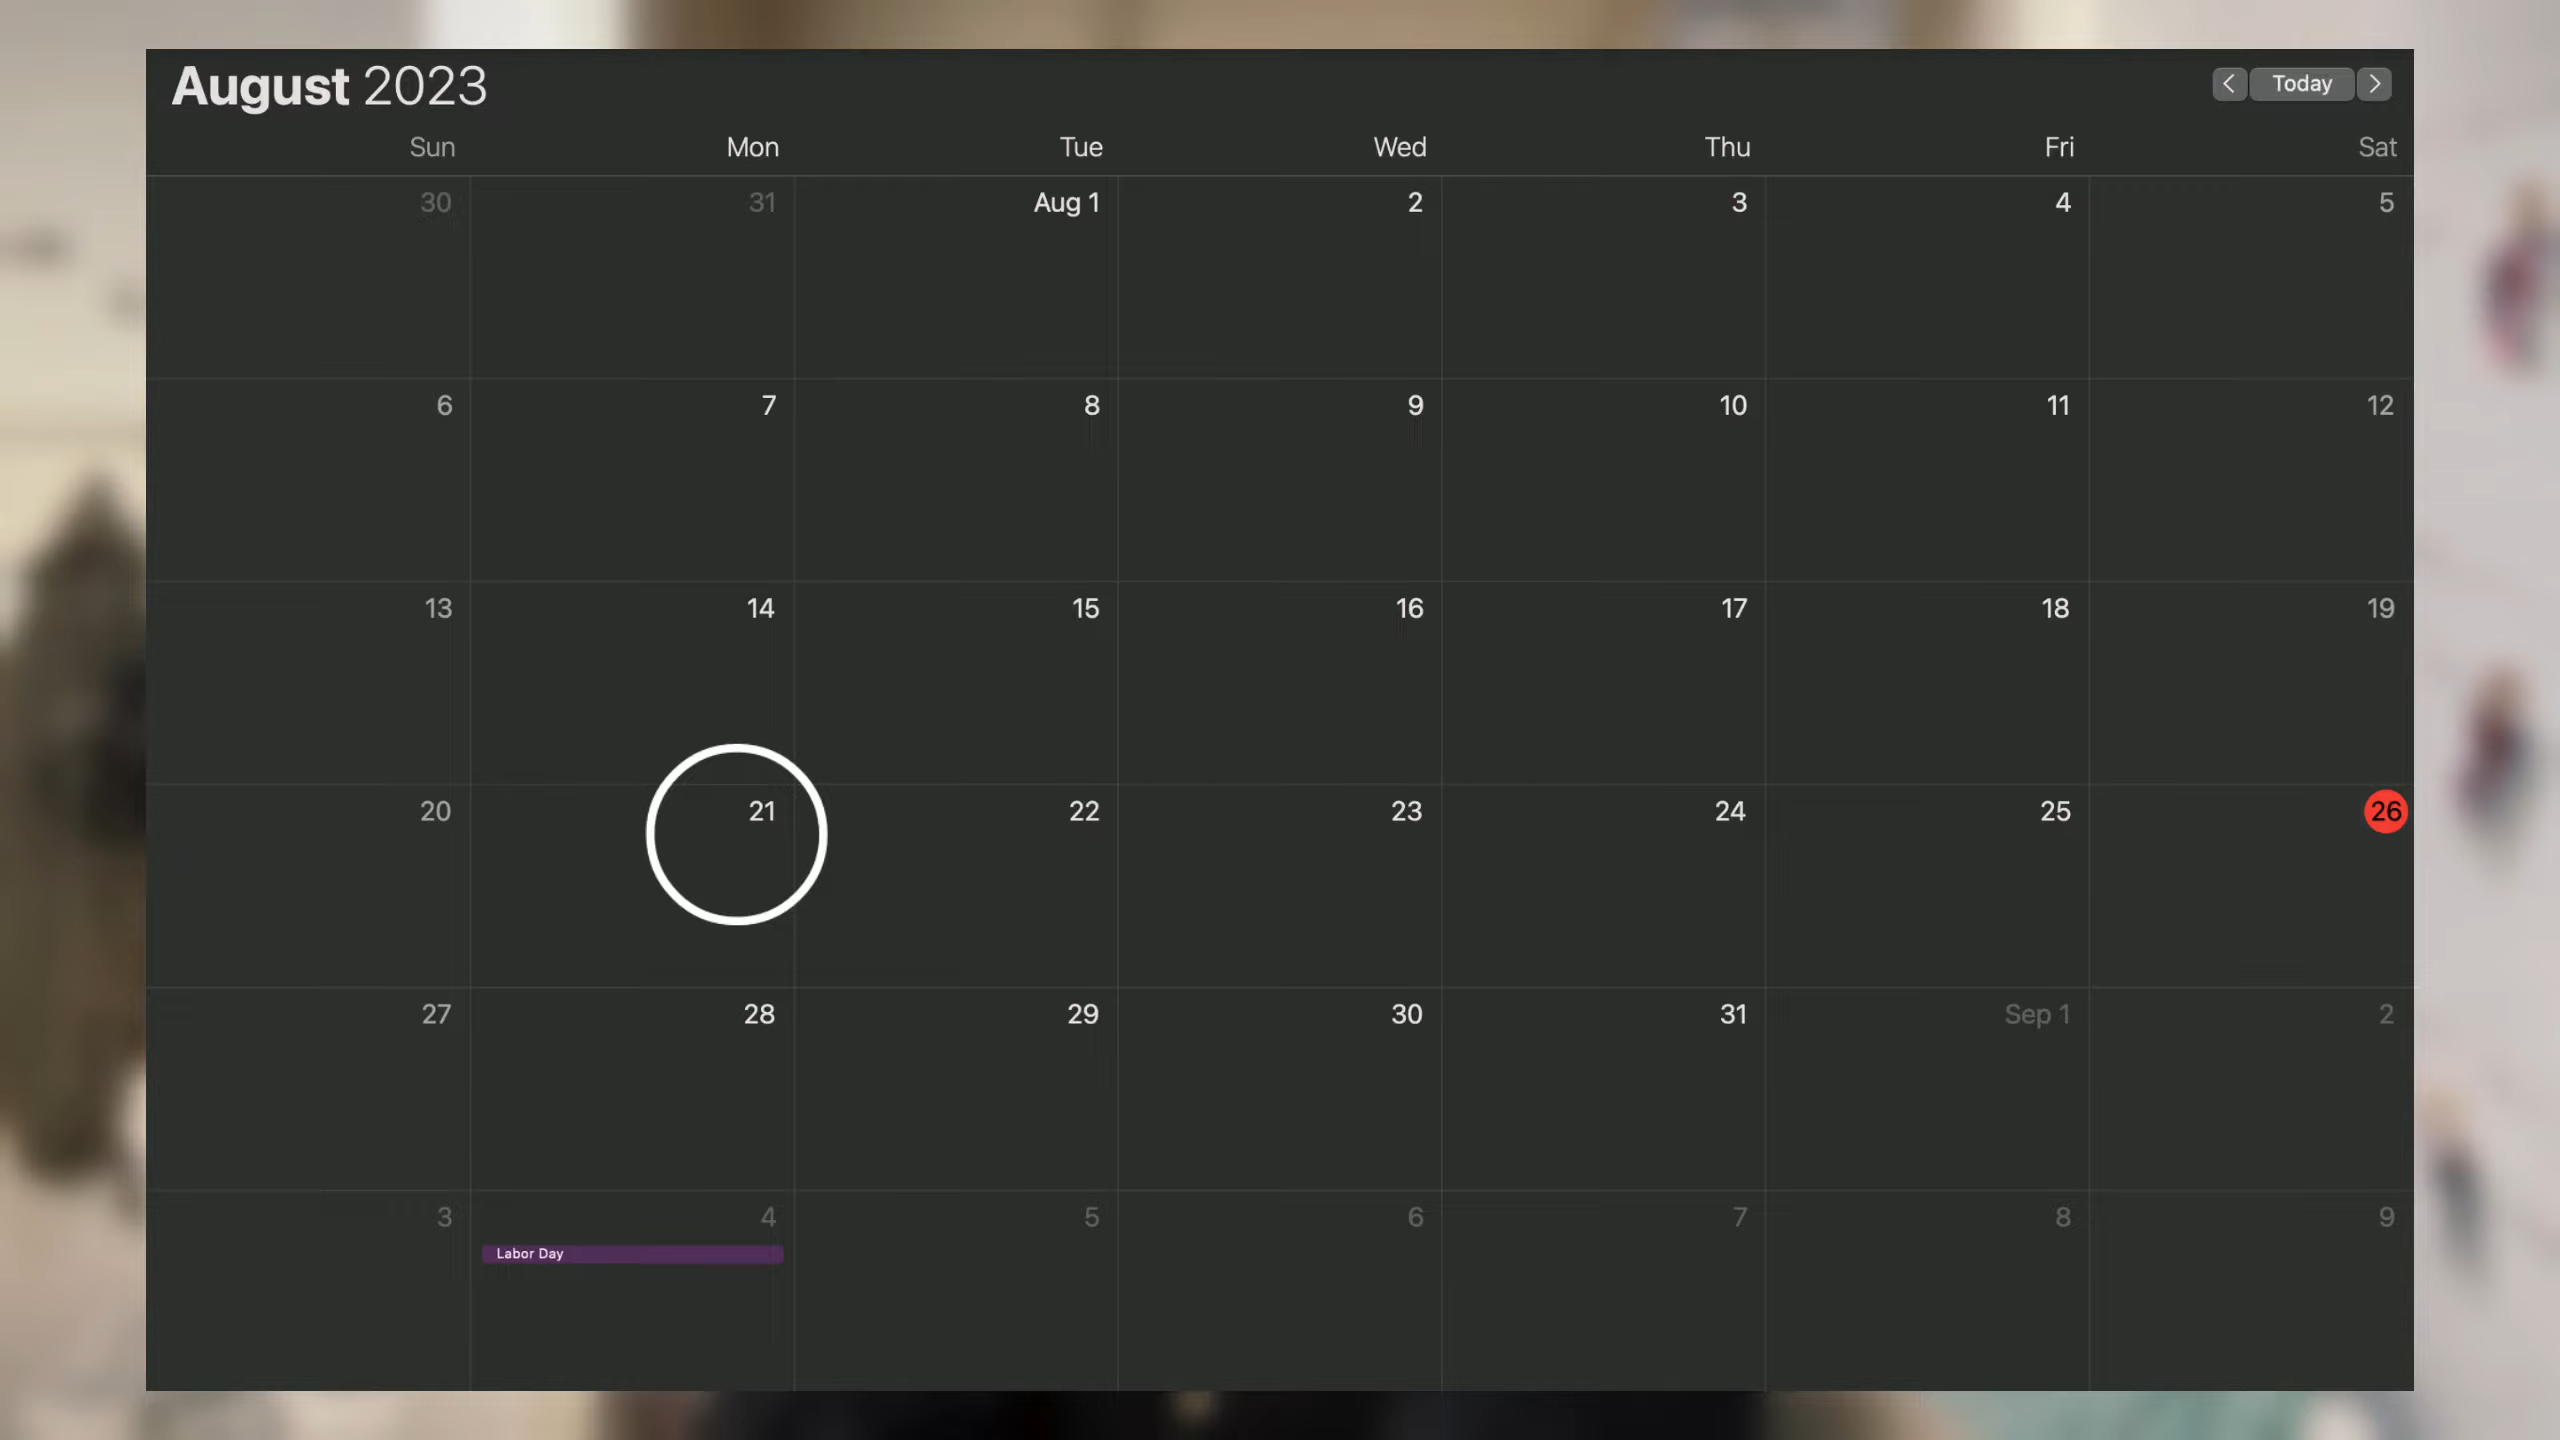 August 2023
Today
Sun Mon Tue Wed Thu Fri Sat
30 31 Aug 1 2 3 4 5
6 7 8 9 10 11 12
13 14 15 16 17 18 19
20 21 22 23 24 25 26
27 28 29 30 31 Sep 1 2
3 4 5 6 7 8 9
Labor Day